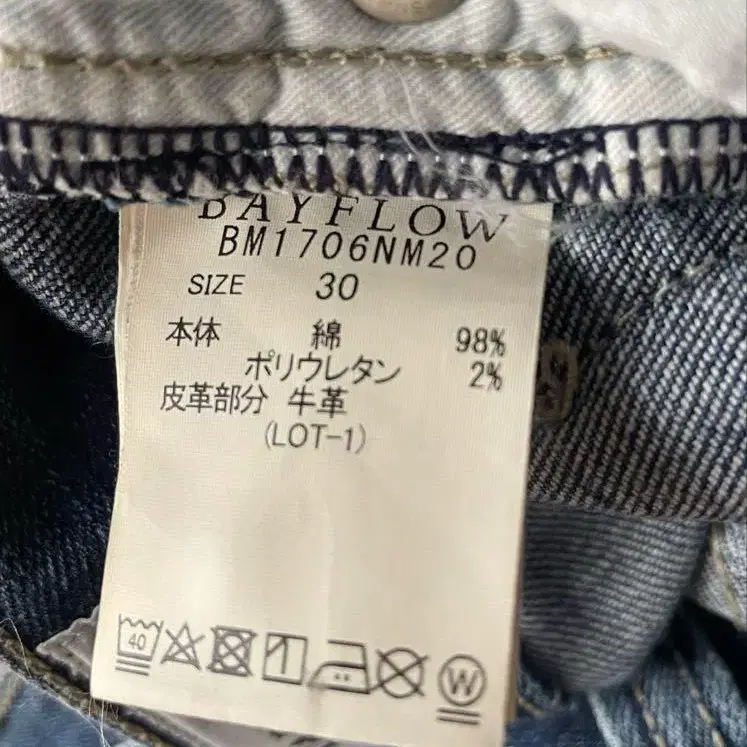 BAYFLOW
BM1706NM20
SIZE 30
本体 綿 98%
ポリウレタン 2%
皮革部分 牛革
(LOT-1)
40 W